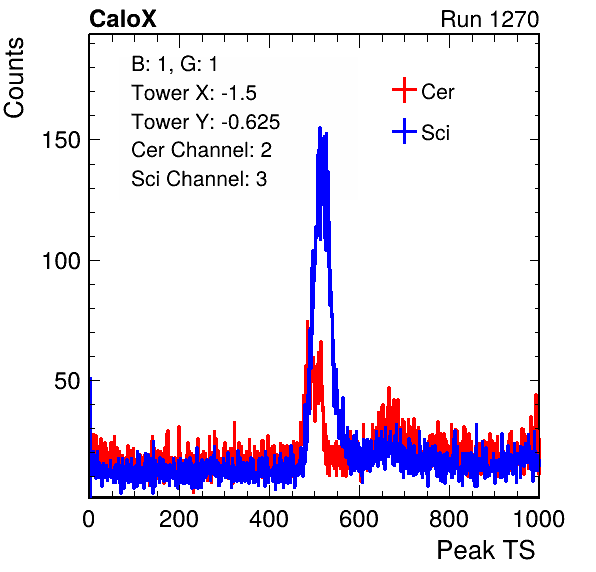 CaloX Run 1270
Counts
B: 1, G: 1
Tower X: -1.5
Tower Y: -0.625
Cer Channel: 2
Sci Channel: 3
Cer
Sci
150
100
50
0 200 400 600 800 1000
Peak TS